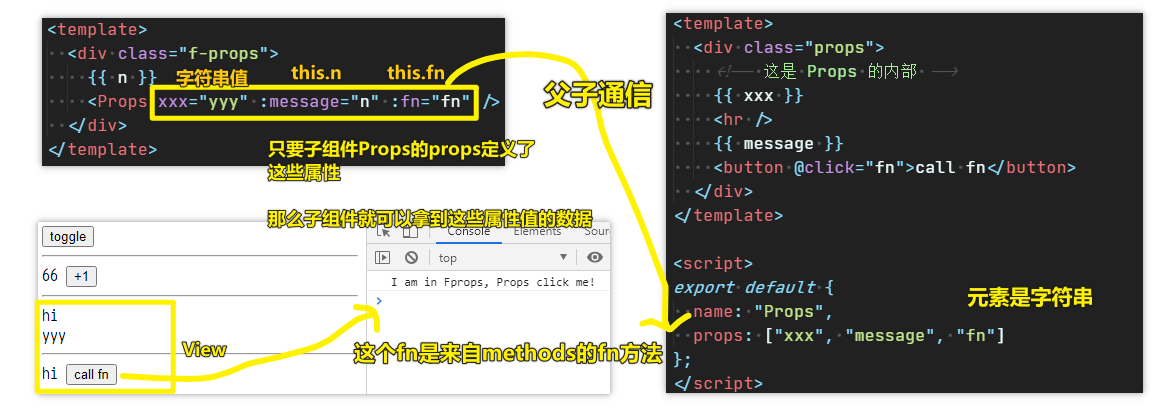 <template>
<div class="f-props">
{{ n }}
字符串值
this.n
this.fn
<Props xxx="yyy" :message="n" :fn="fn" />
</div>
</template>
只要子组件Props的props定义了
这些属性
那么子组件就可以拿到这些属性值的数据
父子通信
toggle
66 +1
hi
yyy
hi call fn
View
Console Elements Sour
top
I am in Fprops, Props click me!
>
这个fn是来自methods的fn方法
<template>
<div class="props">
<!-- 这是 Props 的内部 -->
{{ xxx }}
<hr />
{{ message }}
<button @click="fn">call fn</button>
</div>
</template>
<script>
export default {
name: "Props",
props: ["xxx", "message", "fn"]
};
</script>
元素是字符串